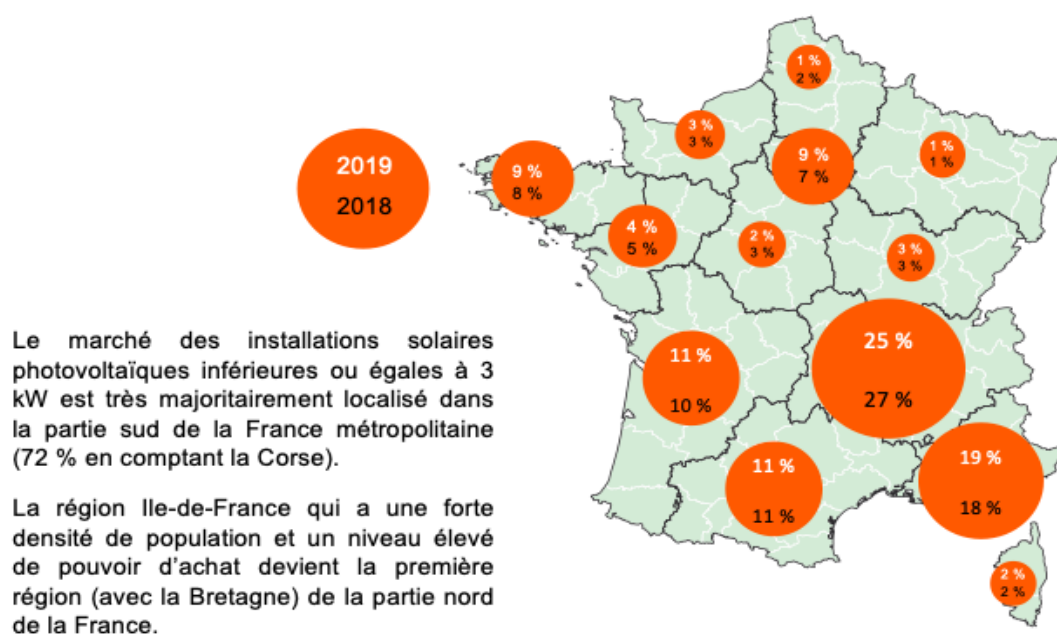 1 %
2 %
3 %
3 %
1 %
1 %
9 %
7 %
2019
2018
9 %
8 %
4 %
5 %
2 %
3 %
3 %
3 %
25 %
27 %
11 %
10 %
11 %
11 %
19 %
18 %
2 %
2 %
Le marché des installations solaires
photovoltaïques inférieures ou égales à 3
kW est très majoritairement localisé dans
la partie sud de la France métropolitaine
(72 % en comptant la Corse).
La région Ile-de-France qui a une forte
densité de population et un niveau élevé
de pouvoir d'achat devient la première
région (avec la Bretagne) de la partie nord
de la France.